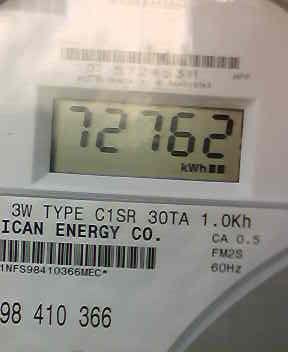 72762
kWh
3W TYPE C1SR 30TA 1.0Kh
ICAN ENERGY CO.
CA 0.5
FM2S
60Hz
1NFS98410366MEC*
98 410 366